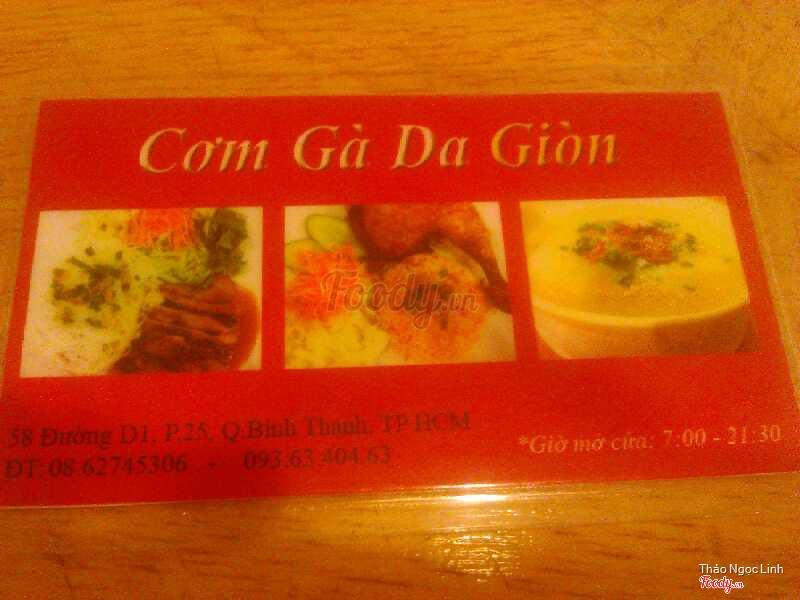 Cơm Gà Da Giòn
Foody.vn
58 Đường D1, P.25, Q.Bình Thạnh, TP HCM
ĐT: 08 62745306 - 093.63 404 63
*Giờ mở cửa: 7:00 - 21:30
Thảo Ngọc Linh
Foody.vn